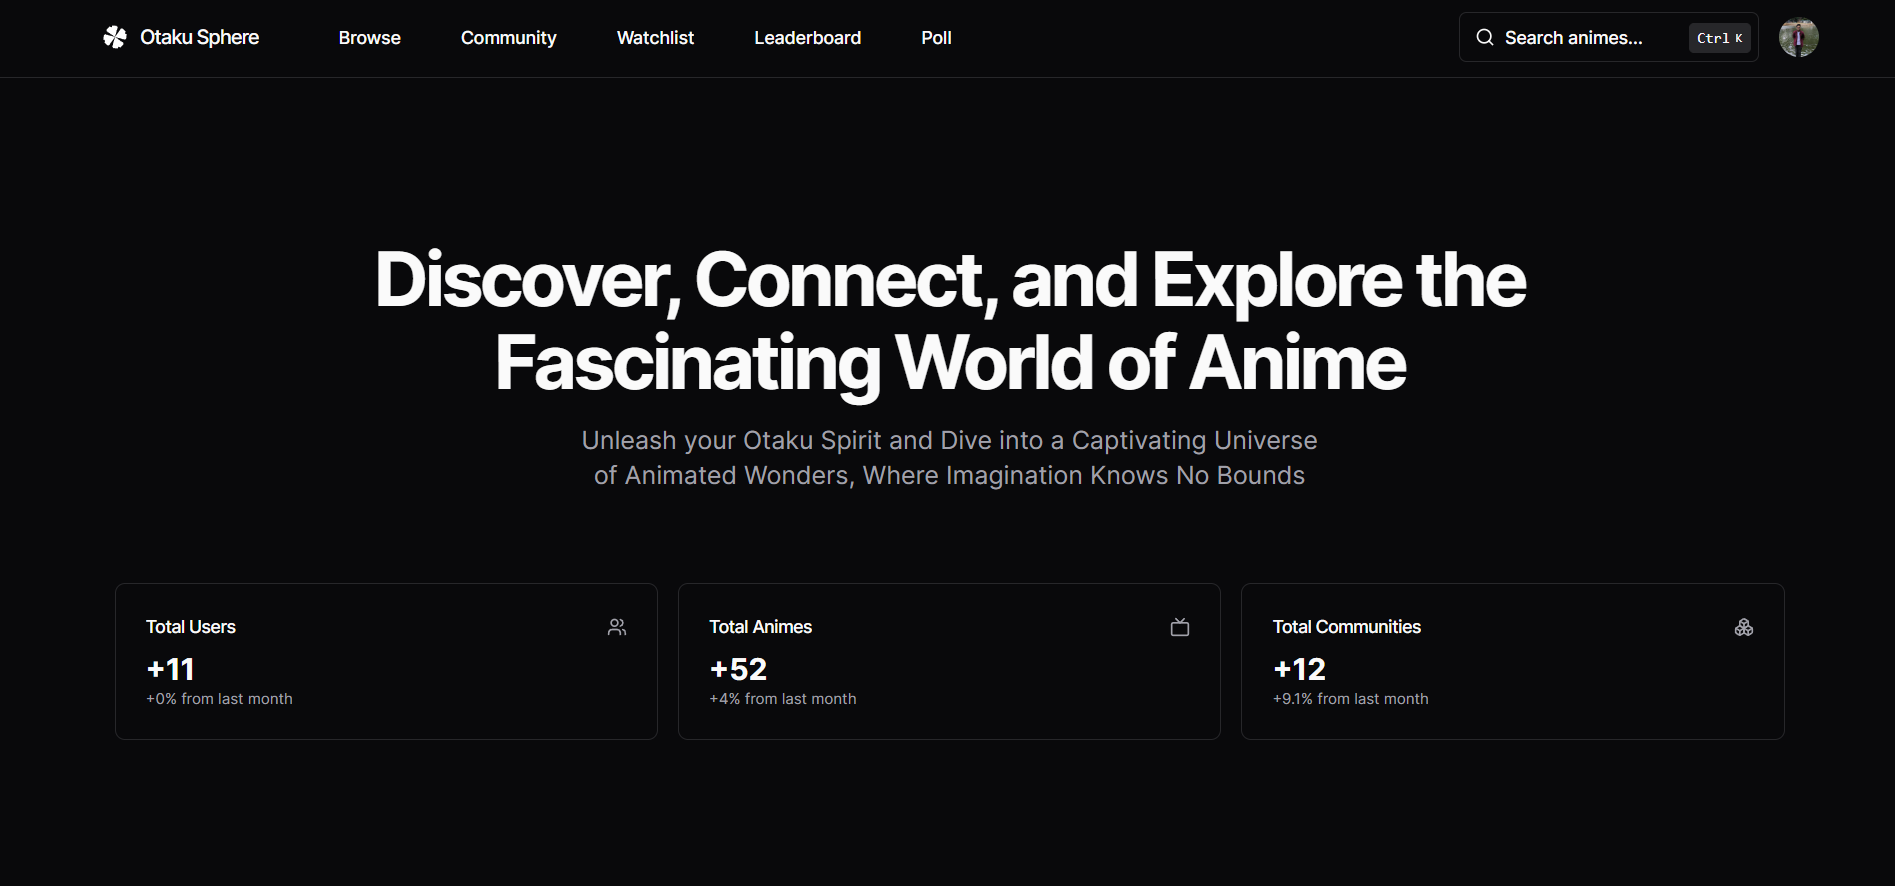 Otaku Sphere
Browse
Community
Watchlist
Leaderboard
Poll
Search animes...
Ctrl K
Discover, Connect, and Explore the
Fascinating World of Anime
Unleash your Otaku Spirit and Dive into a Captivating Universe
of Animated Wonders, Where Imagination Knows No Bounds
Total Users
+11
+0% from last month
Total Animes
+52
+4% from last month
Total Communities
+12
+9.1% from last month